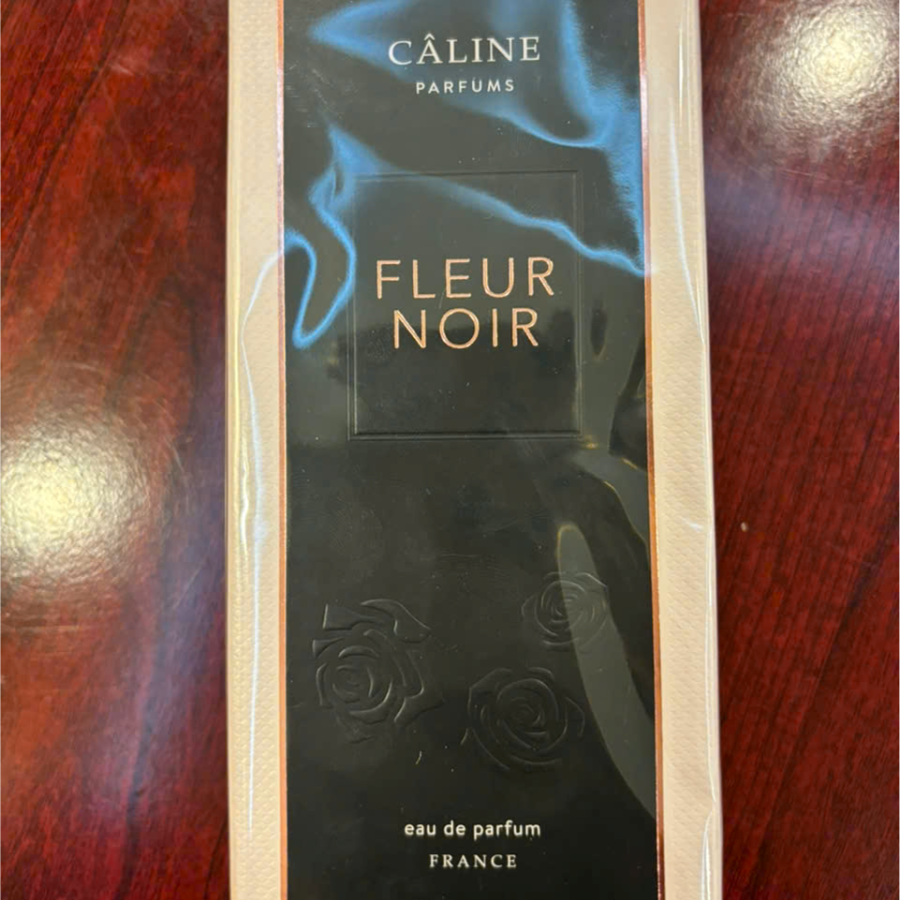 CÂLINE
PARFUMS
FLEUR
NOIR
eau de parfum
FRANCE